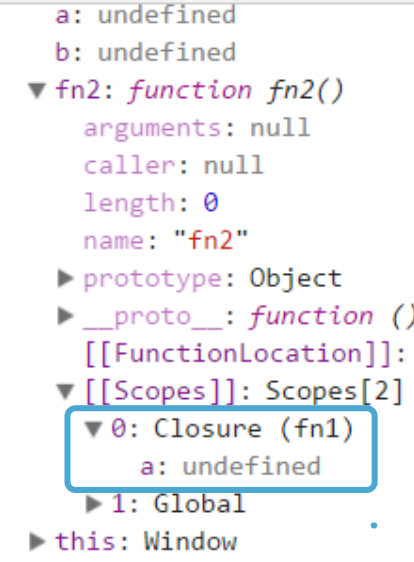 a: undefined
b: undefined
▼ fn2: function fn2()
arguments: null
caller: null
length: 0
name: "fn2"
▶ prototype: Object
▶ __proto__: function ()
[[FunctionLocation]]:
▼ [[Scopes]]: Scopes[2]
▼ 0: Closure (fn1)
a: undefined
▶ 1: Global
▶ this: Window